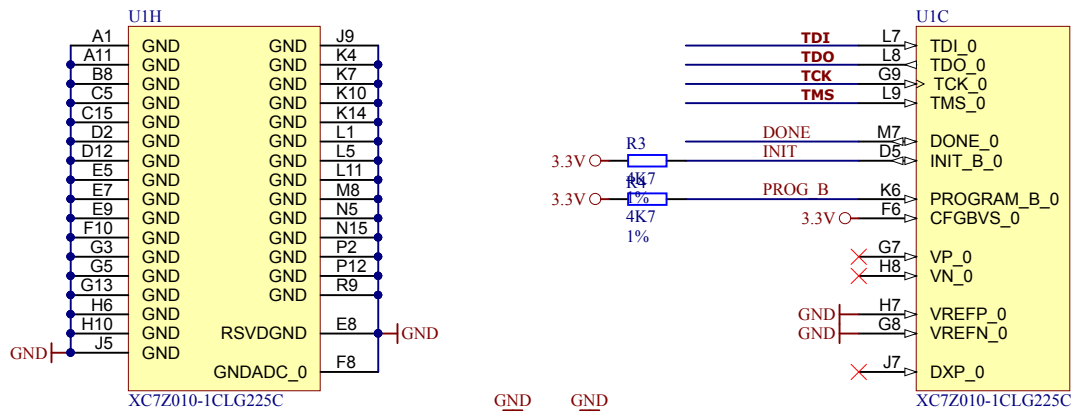 U1H
A1 GND GND J9
A11 GND GND K4
B8 GND GND K7
C5 GND GND K10
C15 GND GND K14
D2 GND GND L1
D12 GND GND L5
E5 GND GND L11
E7 GND GND M8
E9 GND GND N5
F10 GND GND N15
G3 GND GND P2
G5 GND GND P12
G13 GND GND R9
H6 GND
H10 GND RSVDGND E8 GND
GND J5 GND
GNDADC_0 F8
XC7Z010-1CLG225C
U1C
TDI L7 TDI_0
TDO L8 TDO_0
TCK G9 TCK_0
TMS L9 TMS_0
DONE M7 DONE_0
R3
3.3V INIT D5 INIT_B_0
4K7
1%
R4
3.3V PROG_B K6 PROGRAM_B_0
4K7
1%
3.3V F6 CFGBVS_0
G7 VP_0
H8 VN_0
GND H7 VREFP_0
GND G8 VREFN_0
J7 DXP_0
GND GND
XC7Z010-1CLG225C